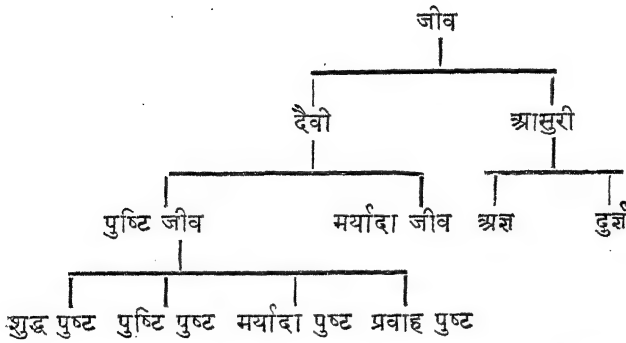 जीव
दैवी आसुरी
पुष्टि जीव मर्यादा जीव अज्ञ दुर्ज्ञ
शुद्ध पुष्ट पुष्टि पुष्ट मर्यादा पुष्ट प्रवाह पुष्ट